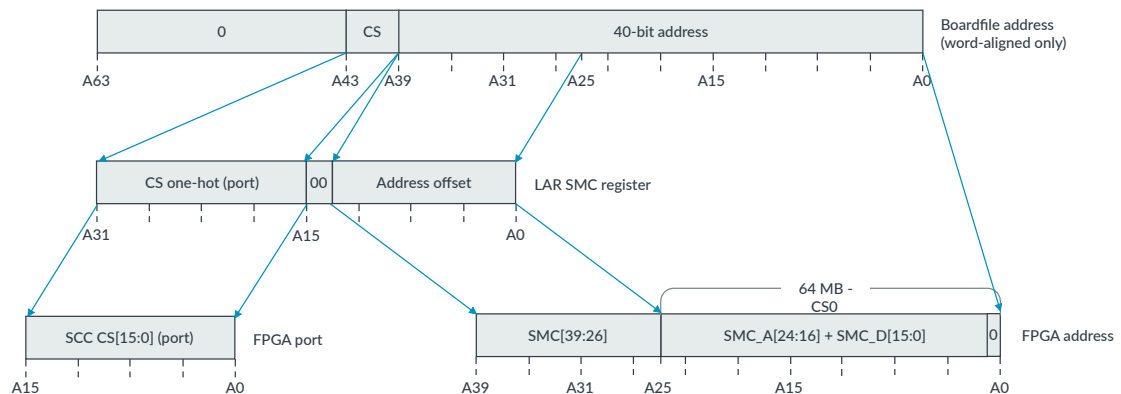 0
CS
40-bit address
Boardfile address
(word-aligned only)
A63
A43
A39
A31
A25
A15
A0
CS one-hot (port)
00
Address offset
LAR SMC register
A31
A15
A0
64 MB -
CS0
SCC CS[15:0] (port)
FPGA port
SMC[39:26]
SMC_A[24:16] + SMC_D[15:0]
0
FPGA address
A15
A0
A39
A31
A25
A15
A0